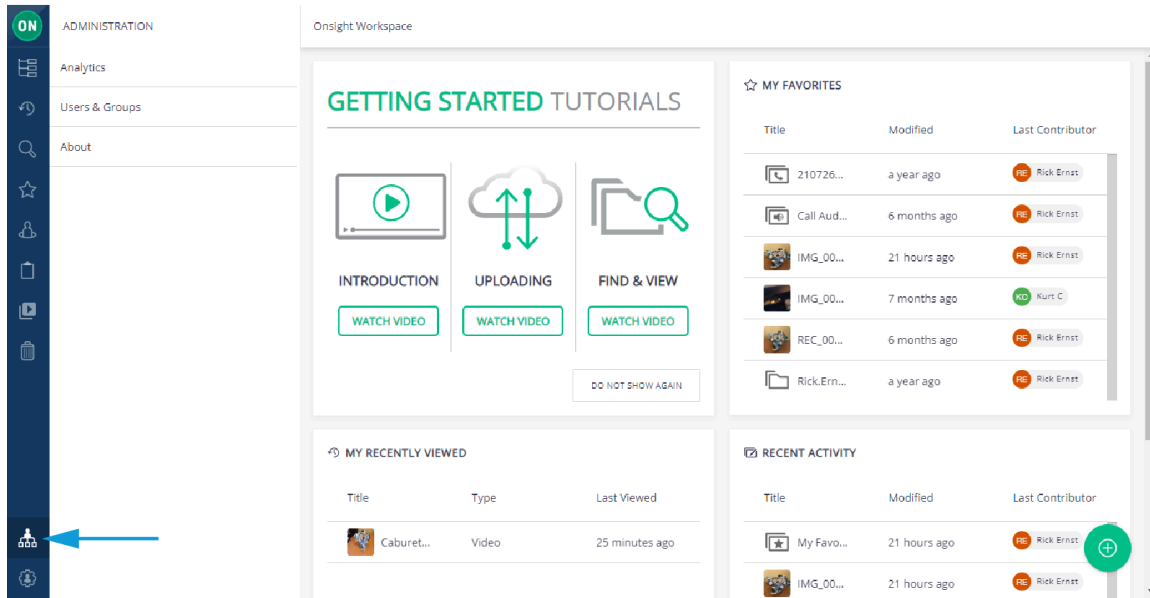 ON
ADMINISTRATION
Analytics
Users & Groups
About
Onsight Workspace
GETTING STARTED TUTORIALS
INTRODUCTION UPLOADING FIND & VIEW
WATCH VIDEO WATCH VIDEO WATCH VIDEO
DO NOT SHOW AGAIN
MY FAVORITES
Title Modified Last Contributor
210726... a year ago RE Rick Ernst
Call Aud... 6 months ago RE Rick Ernst
IMG_00... 21 hours ago RE Rick Ernst
IMG_00... 7 months ago KC Kurt C
REC_00... 6 months ago RE Rick Ernst
Rick.Ern... a year ago RE Rick Ernst
MY RECENTLY VIEWED
Title Type Last Viewed
Caburet... Video 25 minutes ago
RECENT ACTIVITY
Title Modified Last Contributor
My Favo... 21 hours ago RE Rick Ernst
IMG_00... 21 hours ago RE Rick Ernst